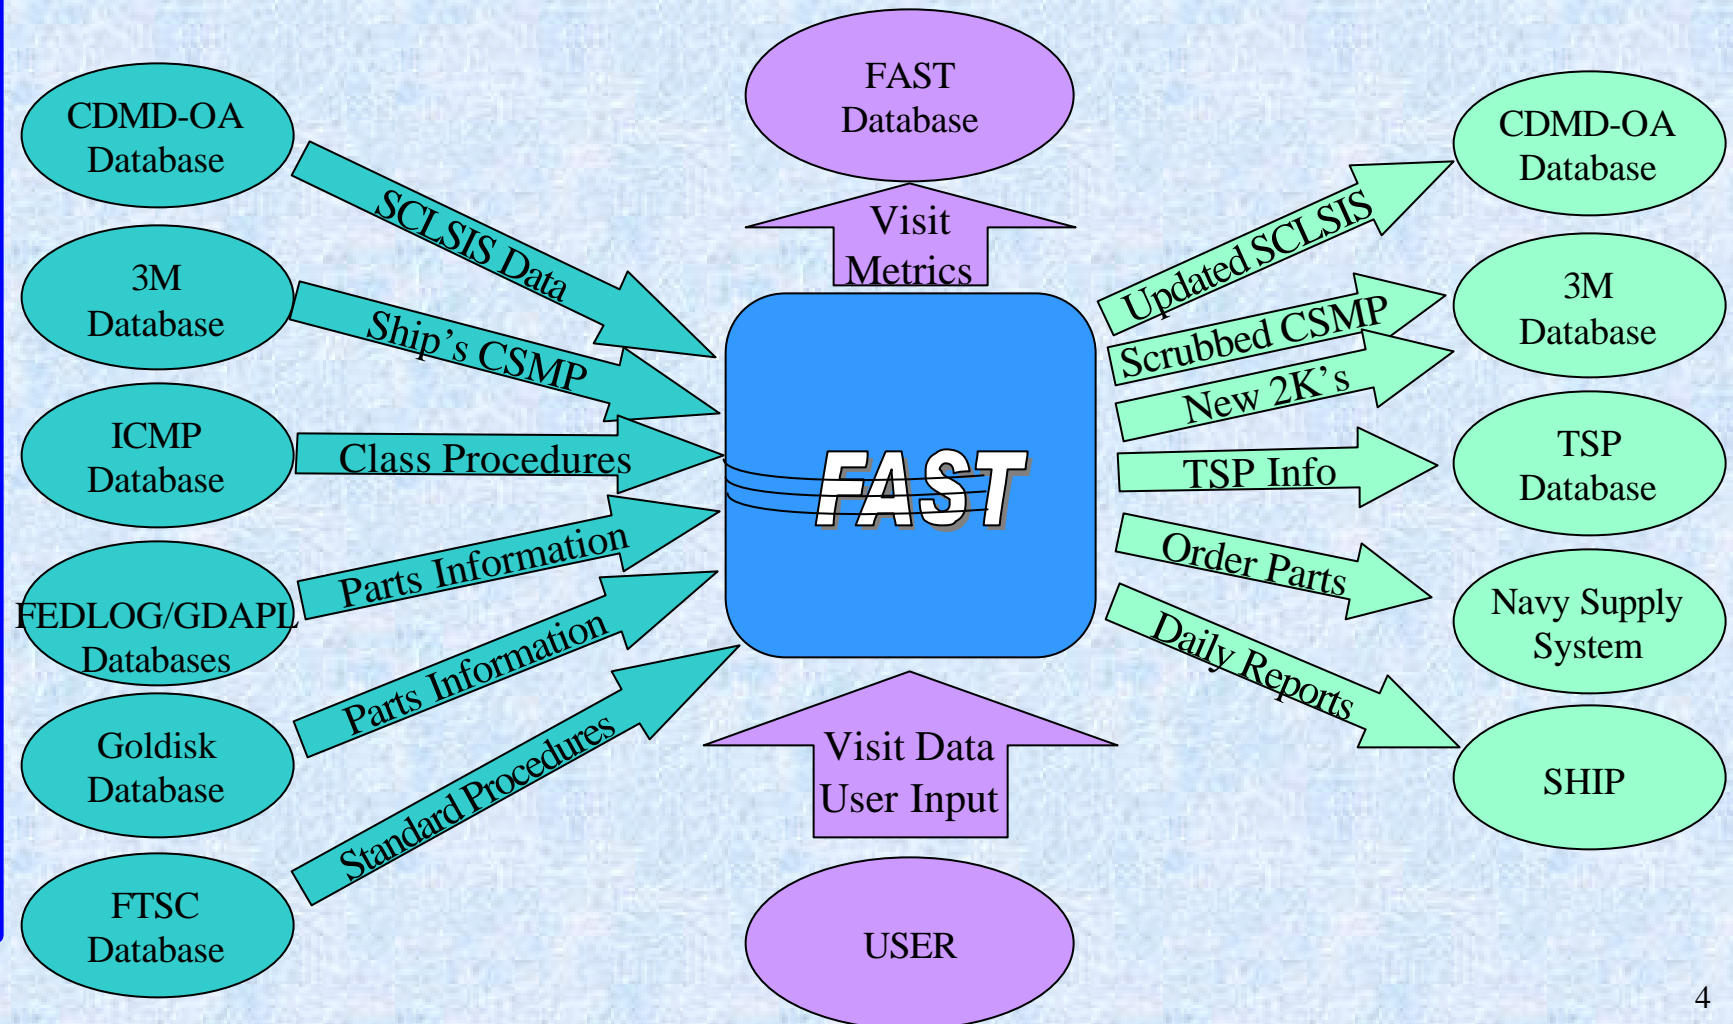 CDMD-OA
Database
3M
Database
ICMP
Database
FEDLOG/GDAPL
Databases
Goldisk
Database
FTSC
Database
SCLSIS Data
Ship's CSMP
Class Procedures
Parts Information
Parts Information
Standard Procedures
FAST
Database
Visit
Metrics
FAST
Visit Data
User Input
USER
Updated SCLSIS
Scrubbed CSMP
New 2K's
TSP Info
Order Parts
Daily Reports
CDMD-OA
Database
3M
Database
TSP
Database
Navy Supply
System
SHIP
4